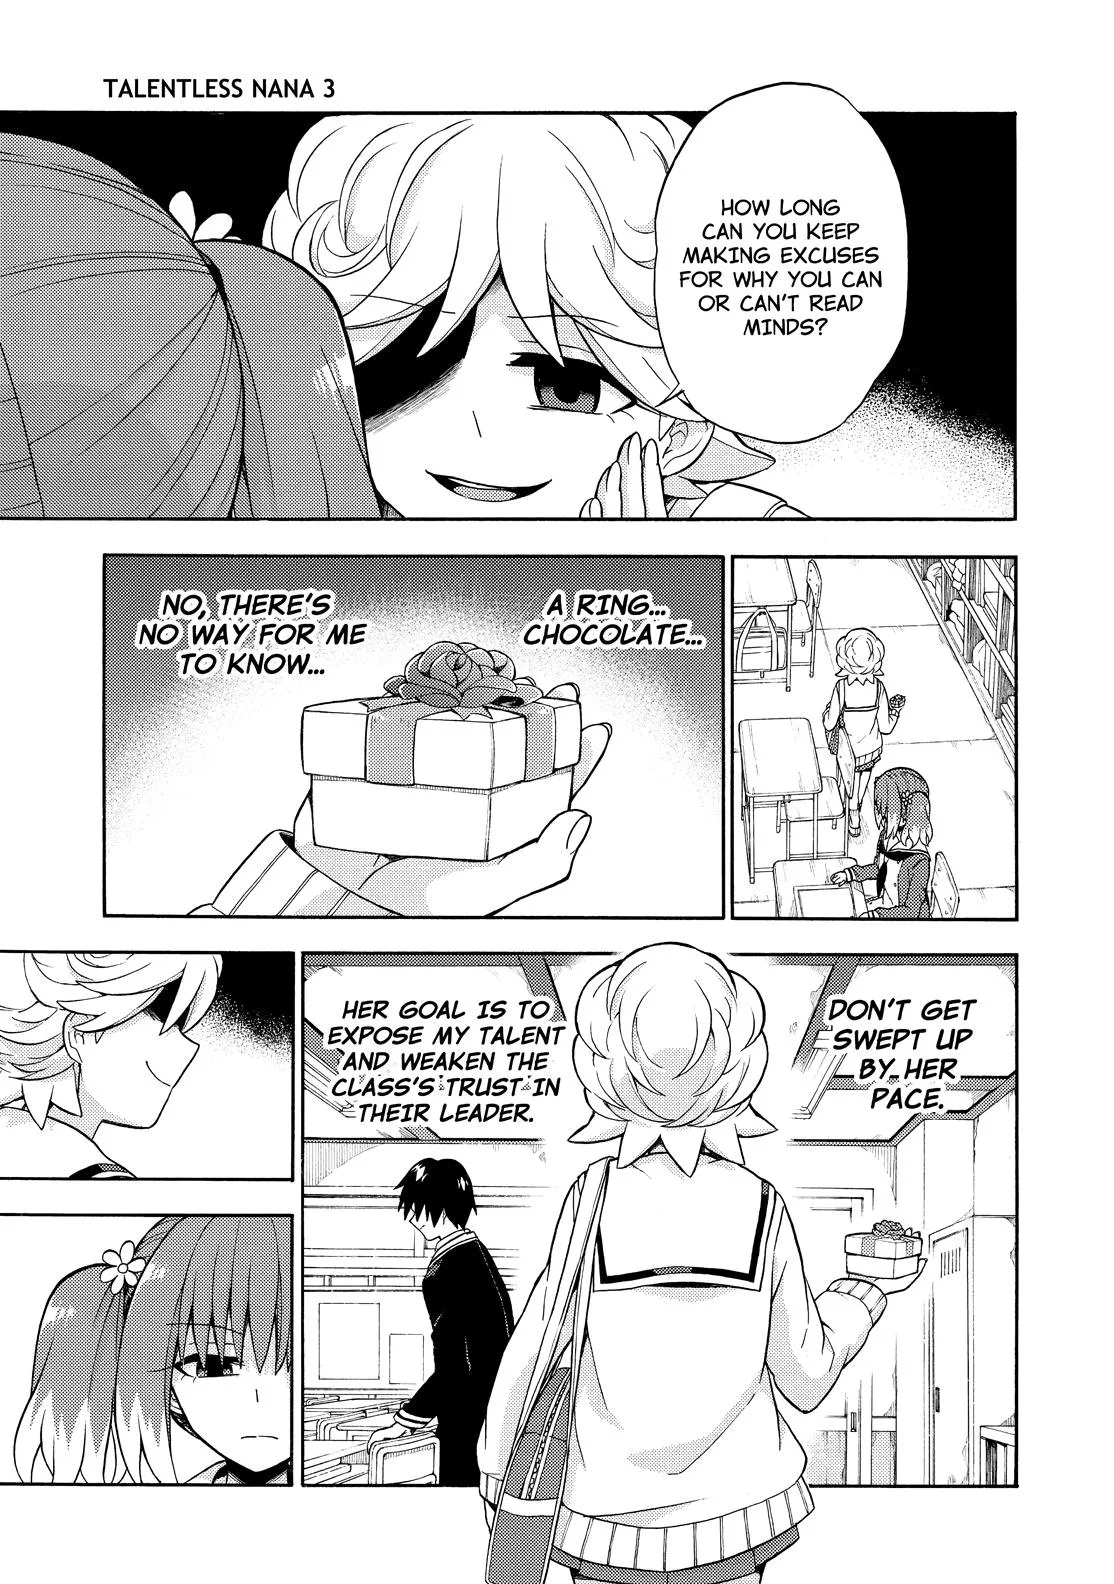 TALENTLESS NANA 3
HOW LONG
CAN YOU KEEP
MAKING EXCUSES
FOR WHY YOU CAN
OR CAN'T READ
MINDS?
A RING...
CHOCOLATE...
NO, THERE'S
NO WAY FOR ME
TO KNOW...
DON'T GET
SWEPT UP
BY HER
PACE.
HER GOAL IS TO
EXPOSE MY TALENT
AND WEAKEN THE
CLASS'S TRUST IN
THEIR LEADER.